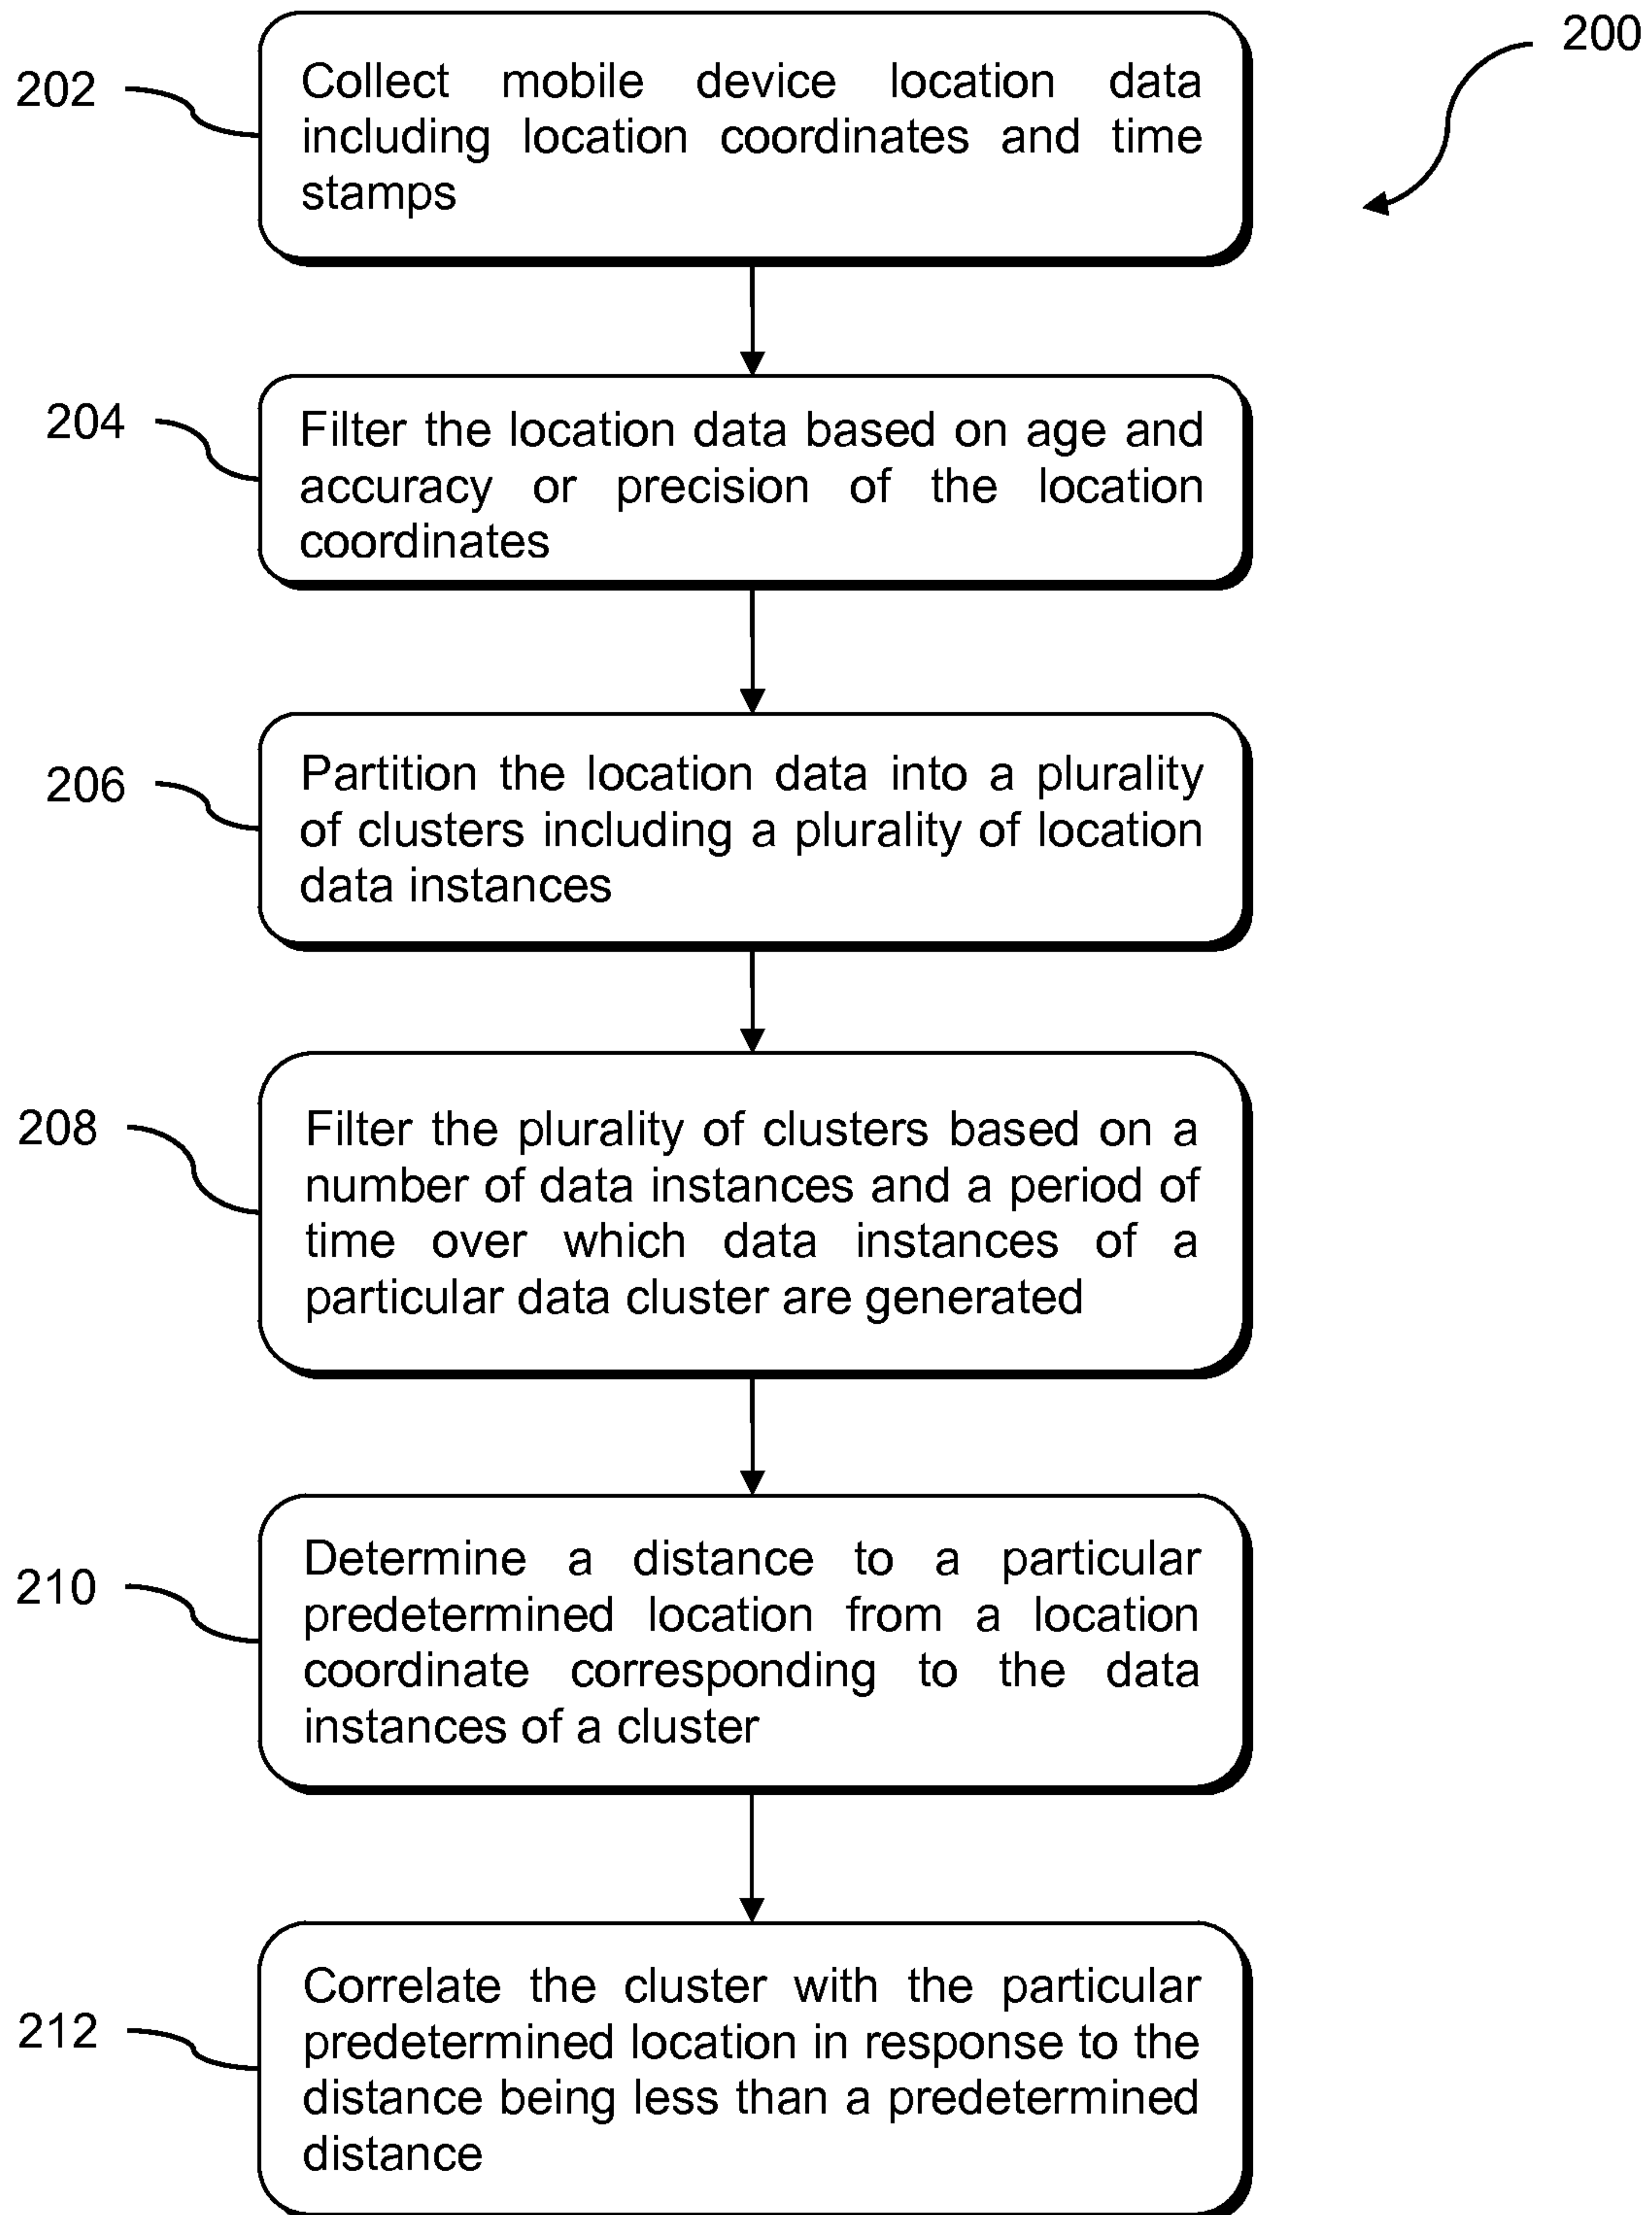 200
202
Collect mobile device location data
including location coordinates and time
stamps
204
Filter the location data based on age and
accuracy or precision of the location
coordinates
206
Partition the location data into a plurality
of clusters including a plurality of location
data instances
208
Filter the plurality of clusters based on a
number of data instances and a period of
time over which data instances of a
particular data cluster are generated
210
Determine a distance to a particular
predetermined location from a location
coordinate corresponding to the data
instances of a cluster
212
Correlate the cluster with the particular
predetermined location in response to the
distance being less than a predetermined
distance